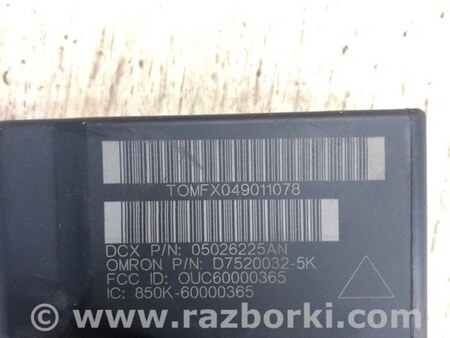 TOMFX049011078
DCX P/N: 05026225AN
OMRON P/N: D7520032-5K
FCC ID: OUC60000365
IC: 850K-60000365
www.razborki.com